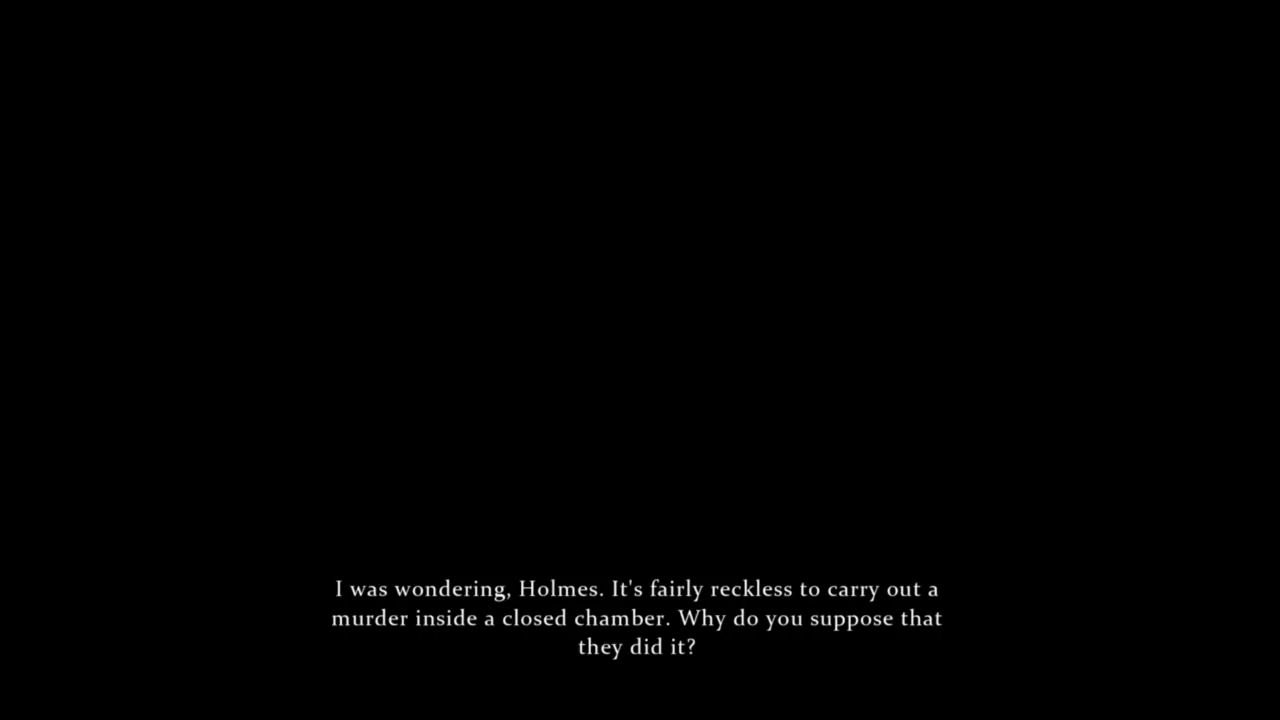 I was wondering, Holmes. It's fairly reckless to carry out a
murder inside a closed chamber. Why do you suppose that
they did it?